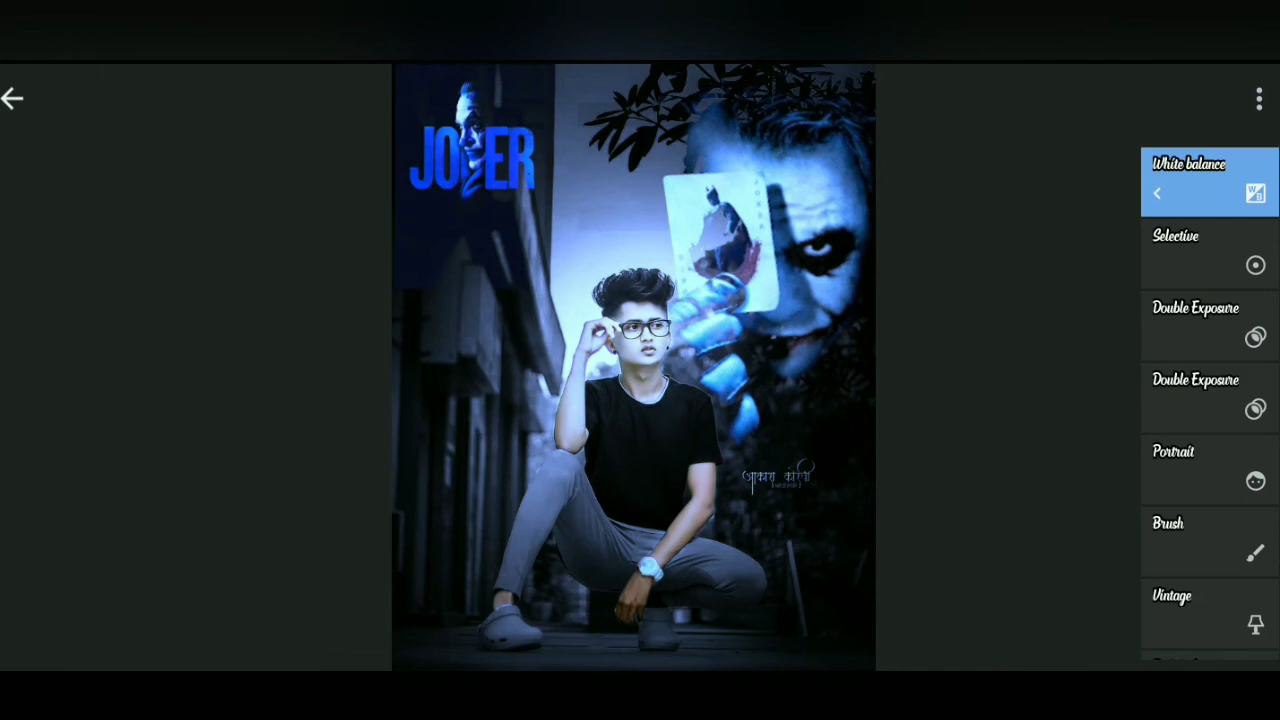 JOKER
White balance
Selective
Double Exposure
Double Exposure
Portrait
Brush
Vintage